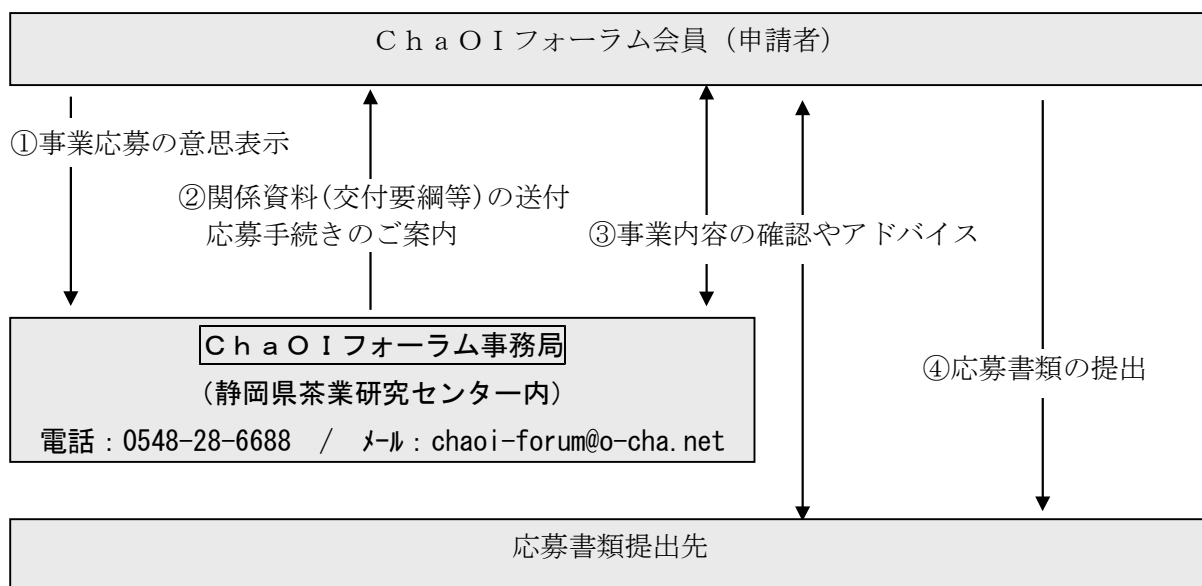 ＣｈａＯＩフォーラム会員（申請者）
①事業応募の意思表示
②関係資料(交付要綱等)の送付
応募手続きのご案内
③事業内容の確認やアドバイス
ＣｈａＯＩフォーラム事務局
（静岡県茶業研究センター内）
電話：0548-28-6688　/　ﾒｰﾙ：chaoi-forum@o-cha.net
④応募書類の提出
応募書類提出先